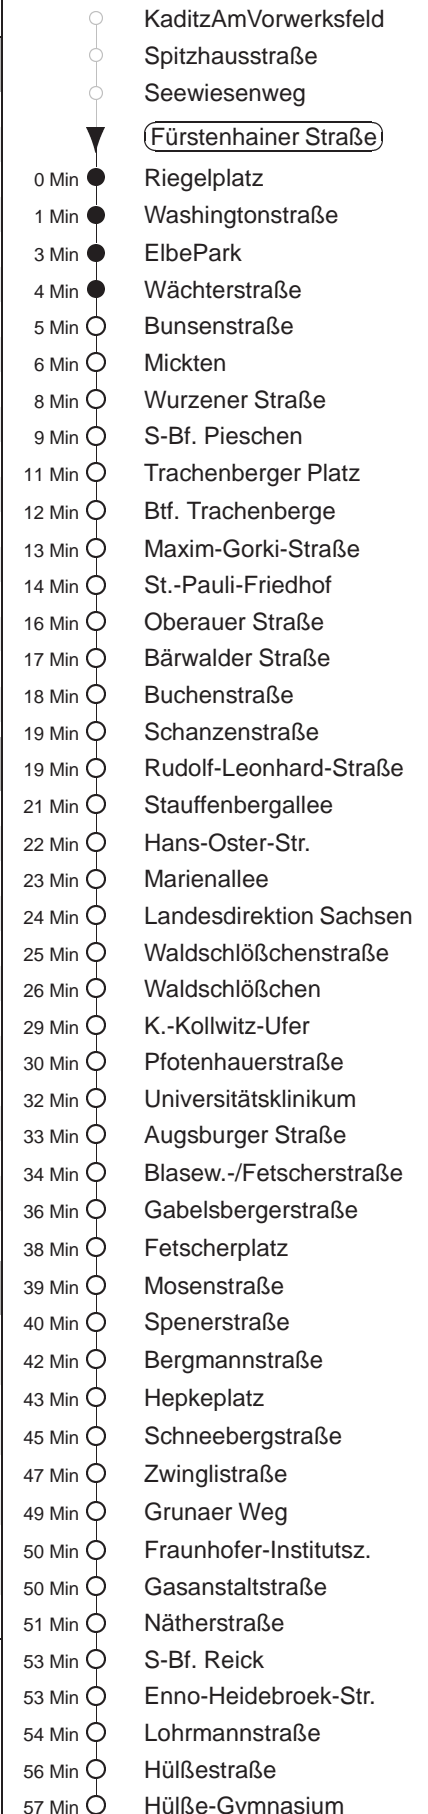 KaditzAmVorwerksfeld
Spitzhausstraße
Seewiesenweg
Fürstenhainer Straße
0 Min Riegelplatz
1 Min Washingtonstraße
3 Min ElbePark
4 Min Wächterstraße
5 Min Bunsenstraße
6 Min Mickten
8 Min Wurzener Straße
9 Min S-Bf. Pieschen
11 Min Trachenberger Platz
12 Min Btf. Trachenberge
13 Min Maxim-Gorki-Straße
14 Min St.-Pauli-Friedhof
16 Min Oberauer Straße
17 Min Bärwalder Straße
18 Min Buchenstraße
19 Min Schanzenstraße
19 Min Rudolf-Leonhard-Straße
21 Min Stauffenbergallee
22 Min Hans-Oster-Str.
23 Min Marienallee
24 Min Landesdirektion Sachsen
25 Min Waldschlößchenstraße
26 Min Waldschlößchen
29 Min K.-Kollwitz-Ufer
30 Min Pfotenhauerstraße
32 Min Universitätsklinikum
33 Min Augsburger Straße
34 Min Blasew.-/Fetscherstraße
36 Min Gabelsbergerstraße
38 Min Fetscherplatz
39 Min Mosenstraße
40 Min Spenerstraße
42 Min Bergmannstraße
43 Min Hepkeplatz
45 Min Schneebergstraße
47 Min Zwinglistraße
49 Min Grunaer Weg
50 Min Fraunhofer-Institutsz.
50 Min Gasanstaltstraße
51 Min Nätherstraße
53 Min S-Bf. Reick
53 Min Enno-Heidebroek-Str.
54 Min Lohrmannstraße
56 Min Hülßestraße
57 Min Hülße-Gymnasium